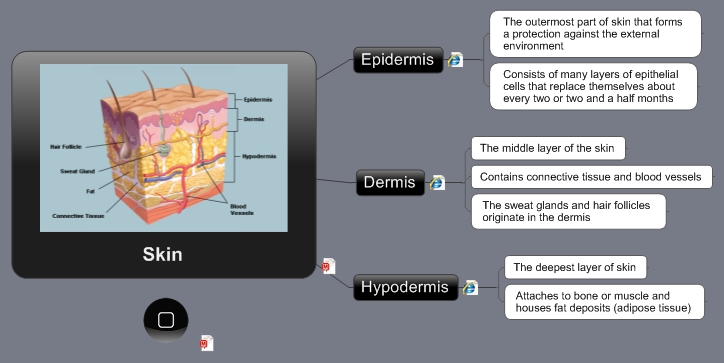 Epidermis
Dermis
Hair Follicle
Hypodermis
Sweat Gland
Fat
Connective Tissue
Blood
Vessels
Skin
Epidermis
The outermost part of skin that forms
a protection against the external
environment
Consists of many layers of epithelial
cells that replace themselves about
every two or two and a half months
Dermis
The middle layer of the skin
Contains connective tissue and blood vessels
The sweat glands and hair follicles
originate in the dermis
Hypodermis
The deepest layer of skin
Attaches to bone or muscle and
houses fat deposits (adipose tissue)